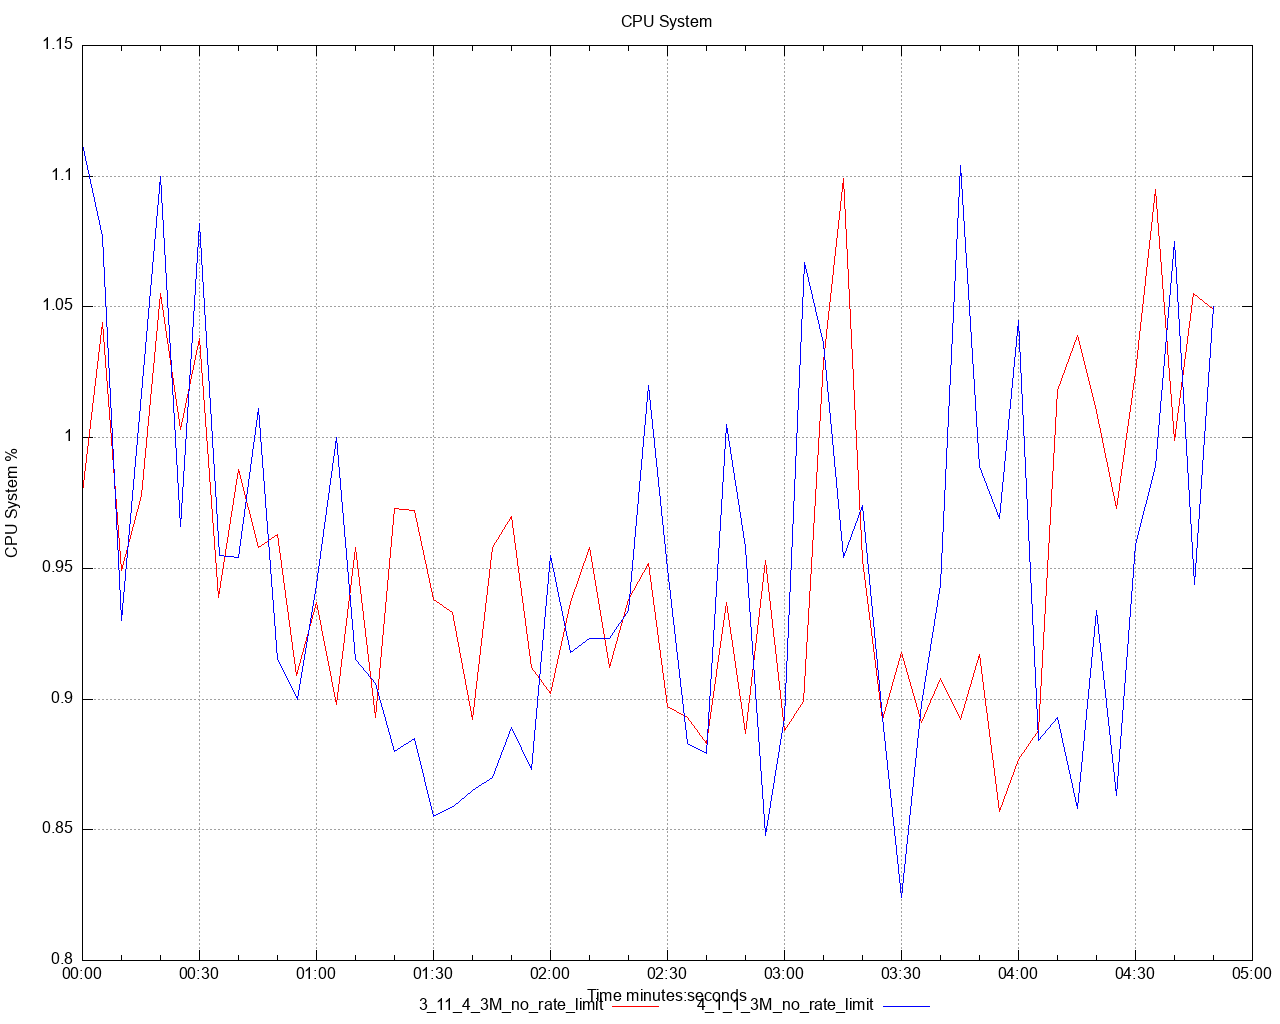 CPU System
1.15
1.1
1.05
1
0.95
0.9
0.85
0.8
CPU System %
00:00 00:30 01:00 01:30 02:00 02:30 03:00 03:30 04:00 04:30 05:00
Time minutes:seconds
3_11_4_3M_no_rate_limit 4_1_1_3M_no_rate_limit